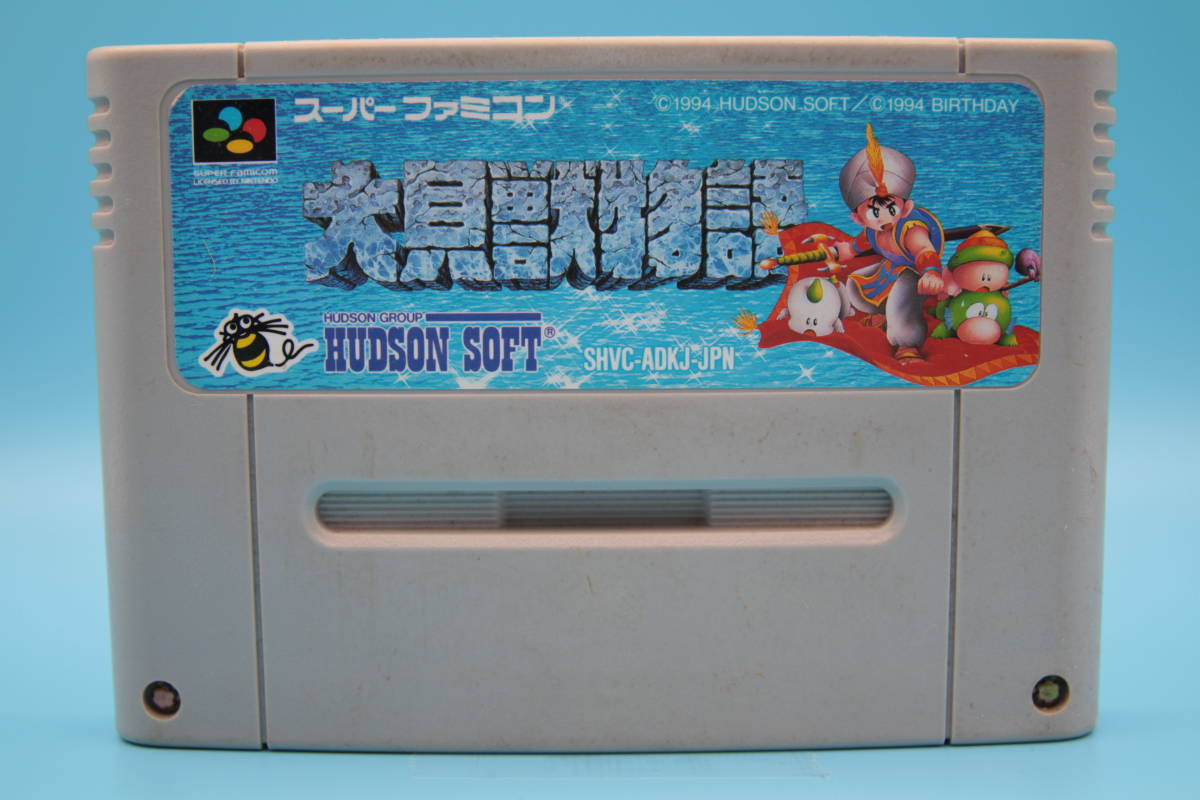 スーパーファミコン
© 1994 HUDSON SOFT/© 1994 BIRTHDAY
SUPER FAMICOM
LICENSED BY NINTENDO
大貝獣物語
HUDSON GROUP
HUDSON SOFT®
SHVC-ADKJ-JPN